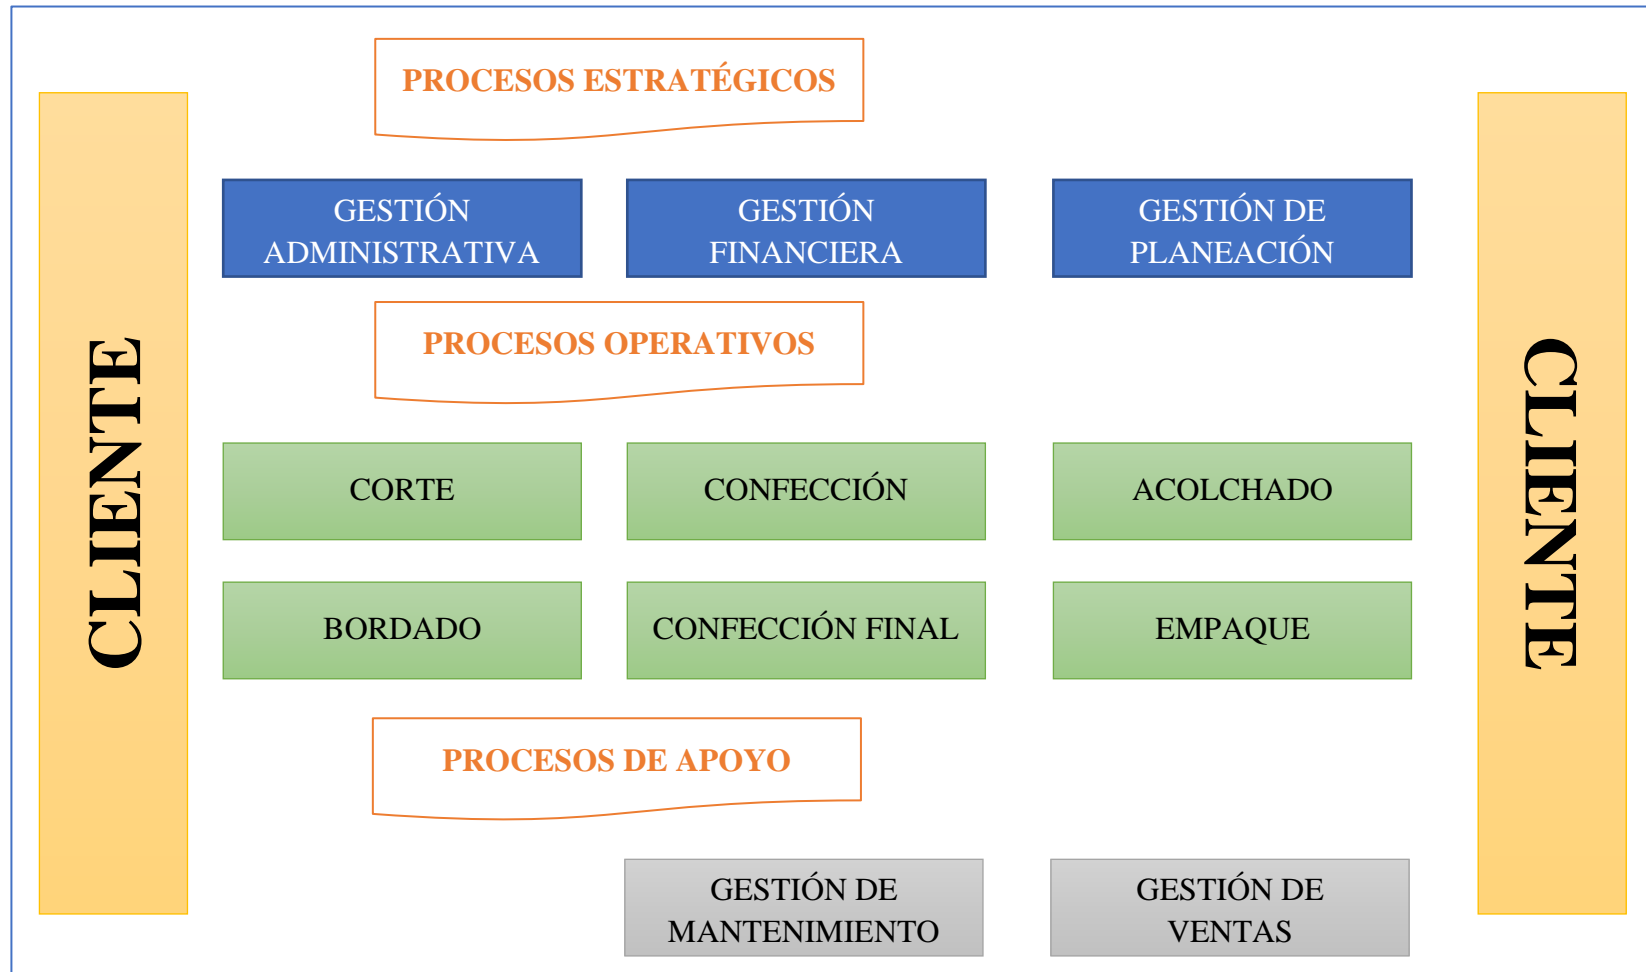 PROCESOS ESTRATÉGICOS
CLIENTE
GESTIÓN
ADMINISTRATIVA
GESTIÓN
FINANCIERA
GESTIÓN DE
PLANEACIÓN
CLIENTE
PROCESOS OPERATIVOS
CORTE
CONFECCIÓN
ACOLCHADO
BORDADO
CONFECCIÓN FINAL
EMPAQUE
PROCESOS DE APOYO
GESTIÓN DE
MANTENIMIENTO
GESTIÓN DE
VENTAS